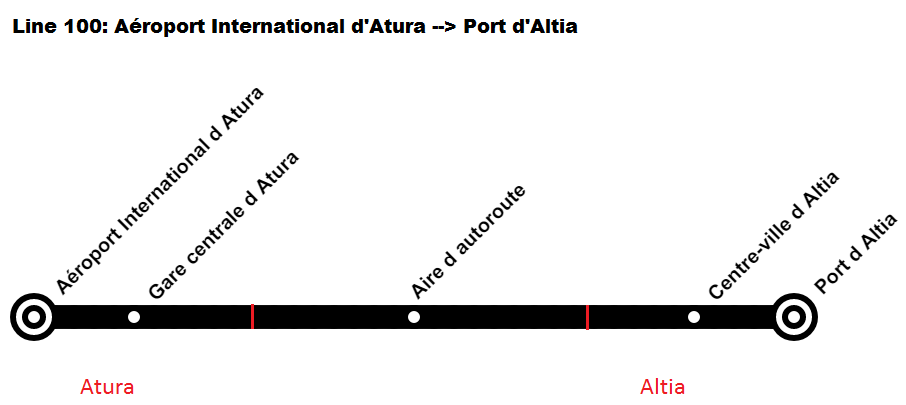 Line 100: Aéroport International d'Atura --> Port d'Altia
Aéroport International d Atura
Gare centrale d Atura
Aire d autoroute
Centre-ville d Altia
Port d Altia
Atura
Altia